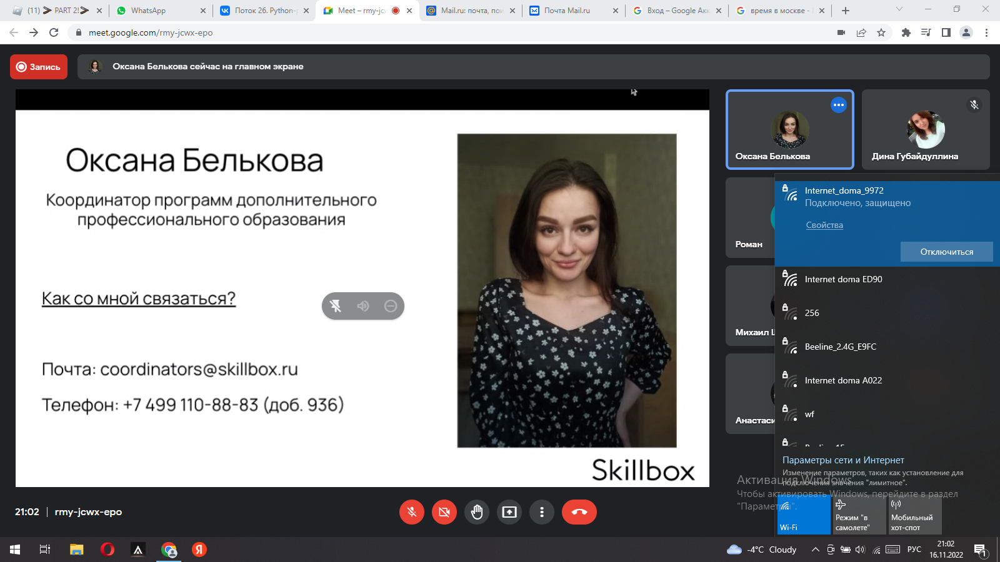 (11) ⮞ PART 2!⮞
WhatsApp
Поток 26. Python-р
Meet – rmy-jcw
Mail.ru: почта, пои
Почта Mail.ru
Вход – Google Акк
время в москве -
meet.google.com/rmy-jcwx-epo
Запись
Оксана Белькова сейчас на главном экране
Оксана Белькова
Координатор программ дополнительного
профессионального образования
Как со мной связаться?
Почта: coordinators@skillbox.ru
Телефон: +7 499 110-88-83 (доб. 936)
Skillbox
Оксана Белькова
Дина Губайдуллина
Роман
Михаил
Анастаси
Internet_doma_9972
Подключено, защищено
Свойства
Отключиться
Internet doma ED90
256
Beeline_2.4G_E9FC
Internet doma A022
wf
Параметры сети и Интернет
Изменение параметров, таких как установление для
подключения значения "лимитное".
Активация Windows
Чтобы активировать Windows, перейдите в раздел
"Параметры".
Wi-Fi
Режим "в
самолете"
Мобильный
хот-спот
21:02 | rmy-jcwx-epo
-4°C Cloudy
РУС
21:02
16.11.2022
1